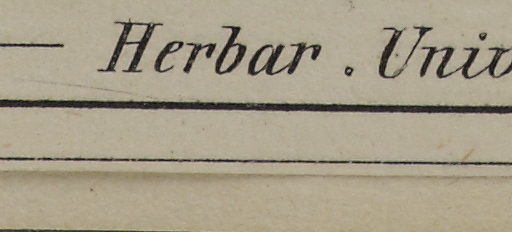 — Herbar. Univ